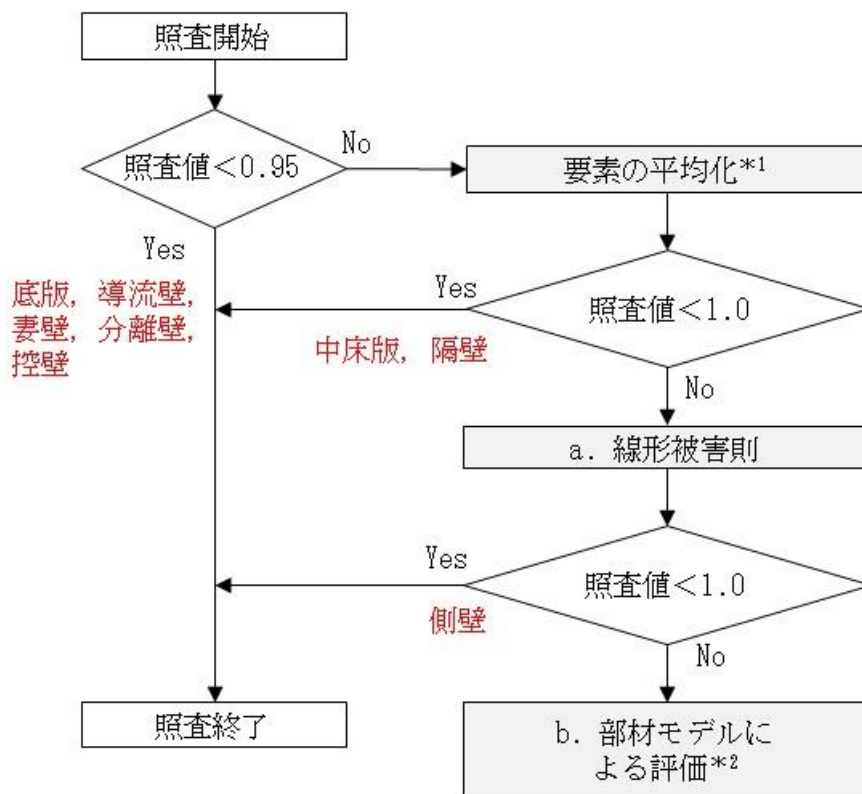 照査開始
照査値<0.95
No
要素の平均化*1
Yes
底版, 導流壁,
妻壁, 分離壁,
控壁
Yes
照査値<1.0
中床版, 隔壁
No
a. 線形被害則
Yes
照査値<1.0
側壁
No
照査終了
b. 部材モデルに
よる評価*2